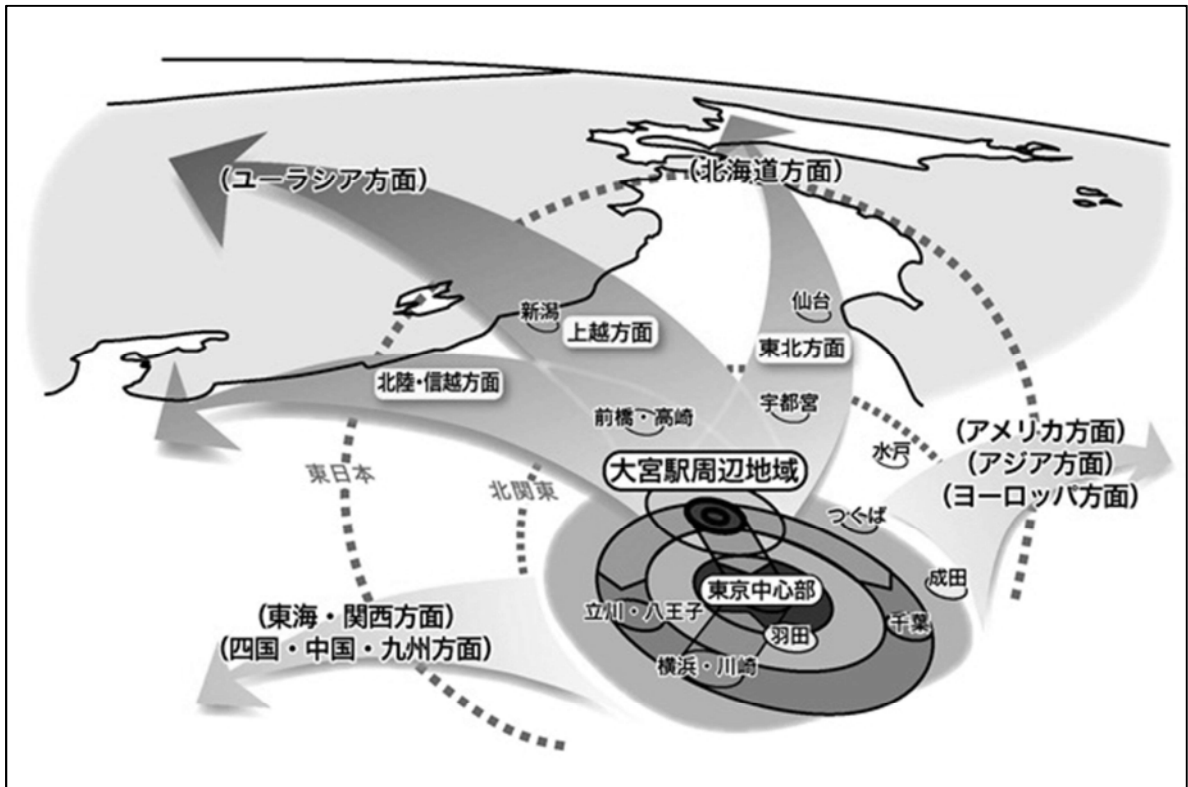 (ユーラシア方面)
(北海道方面)
新潟
仙台
上越方面
東北方面
北陸・信越方面
前橋・高崎
宇都宮
水戸
(アメリカ方面)
(アジア方面)
(ヨーロッパ方面)
東日本
北関東
大宮駅周辺地域
つくば
成田
東京中心部
立川・八王子
千葉
羽田
横浜・川崎
(東海・関西方面)
(四国・中国・九州方面)